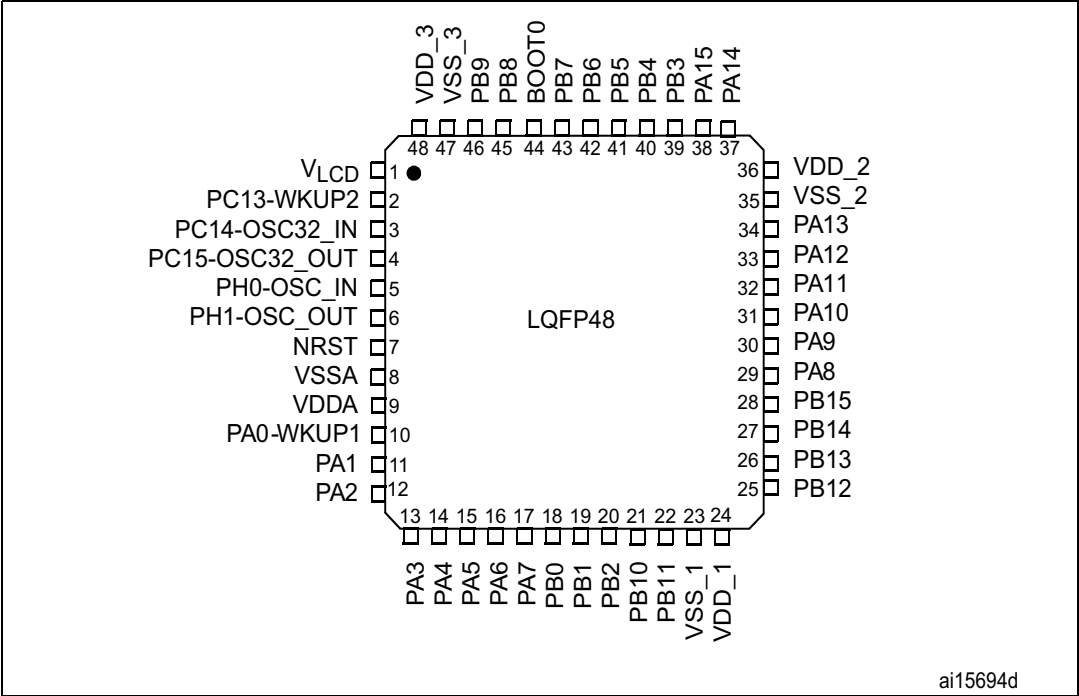 VDD_3
VSS_3
PB9
PB8
BOOT0
PB7
PB6
PB5
PB4
PB3
PA15
PA14
48 47 46 45 44 43 42 41 40 39 38 37
VLCD 1
PC13-WKUP2 2
PC14-OSC32_IN 3
PC15-OSC32_OUT 4
PH0-OSC_IN 5
PH1-OSC_OUT 6
NRST 7
VSSA 8
VDDA 9
PA0-WKUP1 10
PA1 11
PA2 12
LQFP48
36 VDD_2
35 VSS_2
34 PA13
33 PA12
32 PA11
31 PA10
30 PA9
29 PA8
28 PB15
27 PB14
26 PB13
25 PB12
13 14 15 16 17 18 19 20 21 22 23 24
PA3
PA4
PA5
PA6
PA7
PB0
PB1
PB2
PB10
PB11
VSS_1
VDD_1
ai15694d